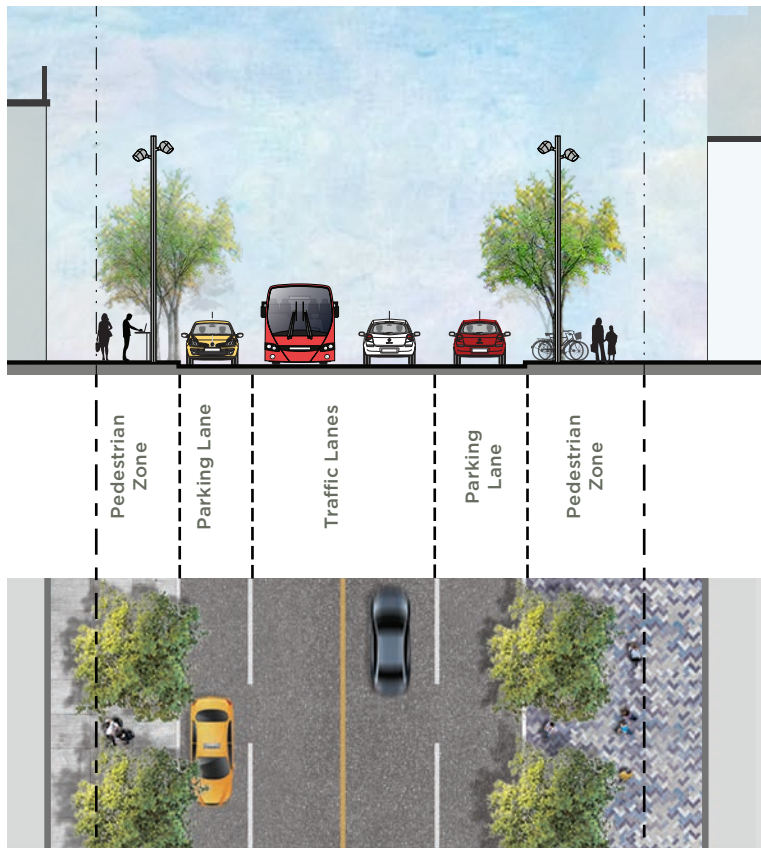 Pedestrian
Zone
Parking Lane
Traffic Lanes
Parking
Lane
Pedestrian
Zone